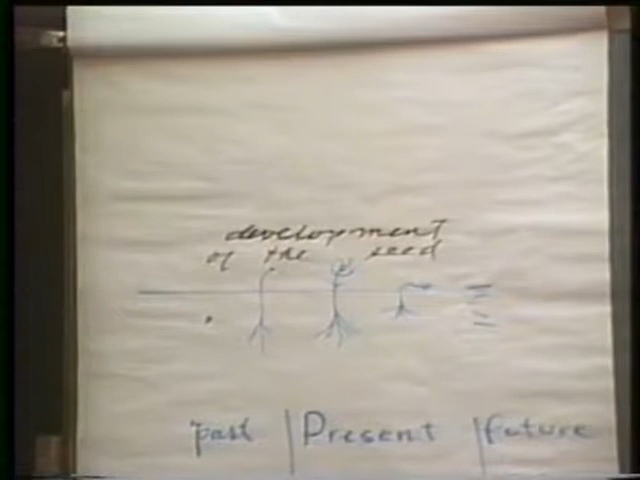 development
of the seed
past | Present | future